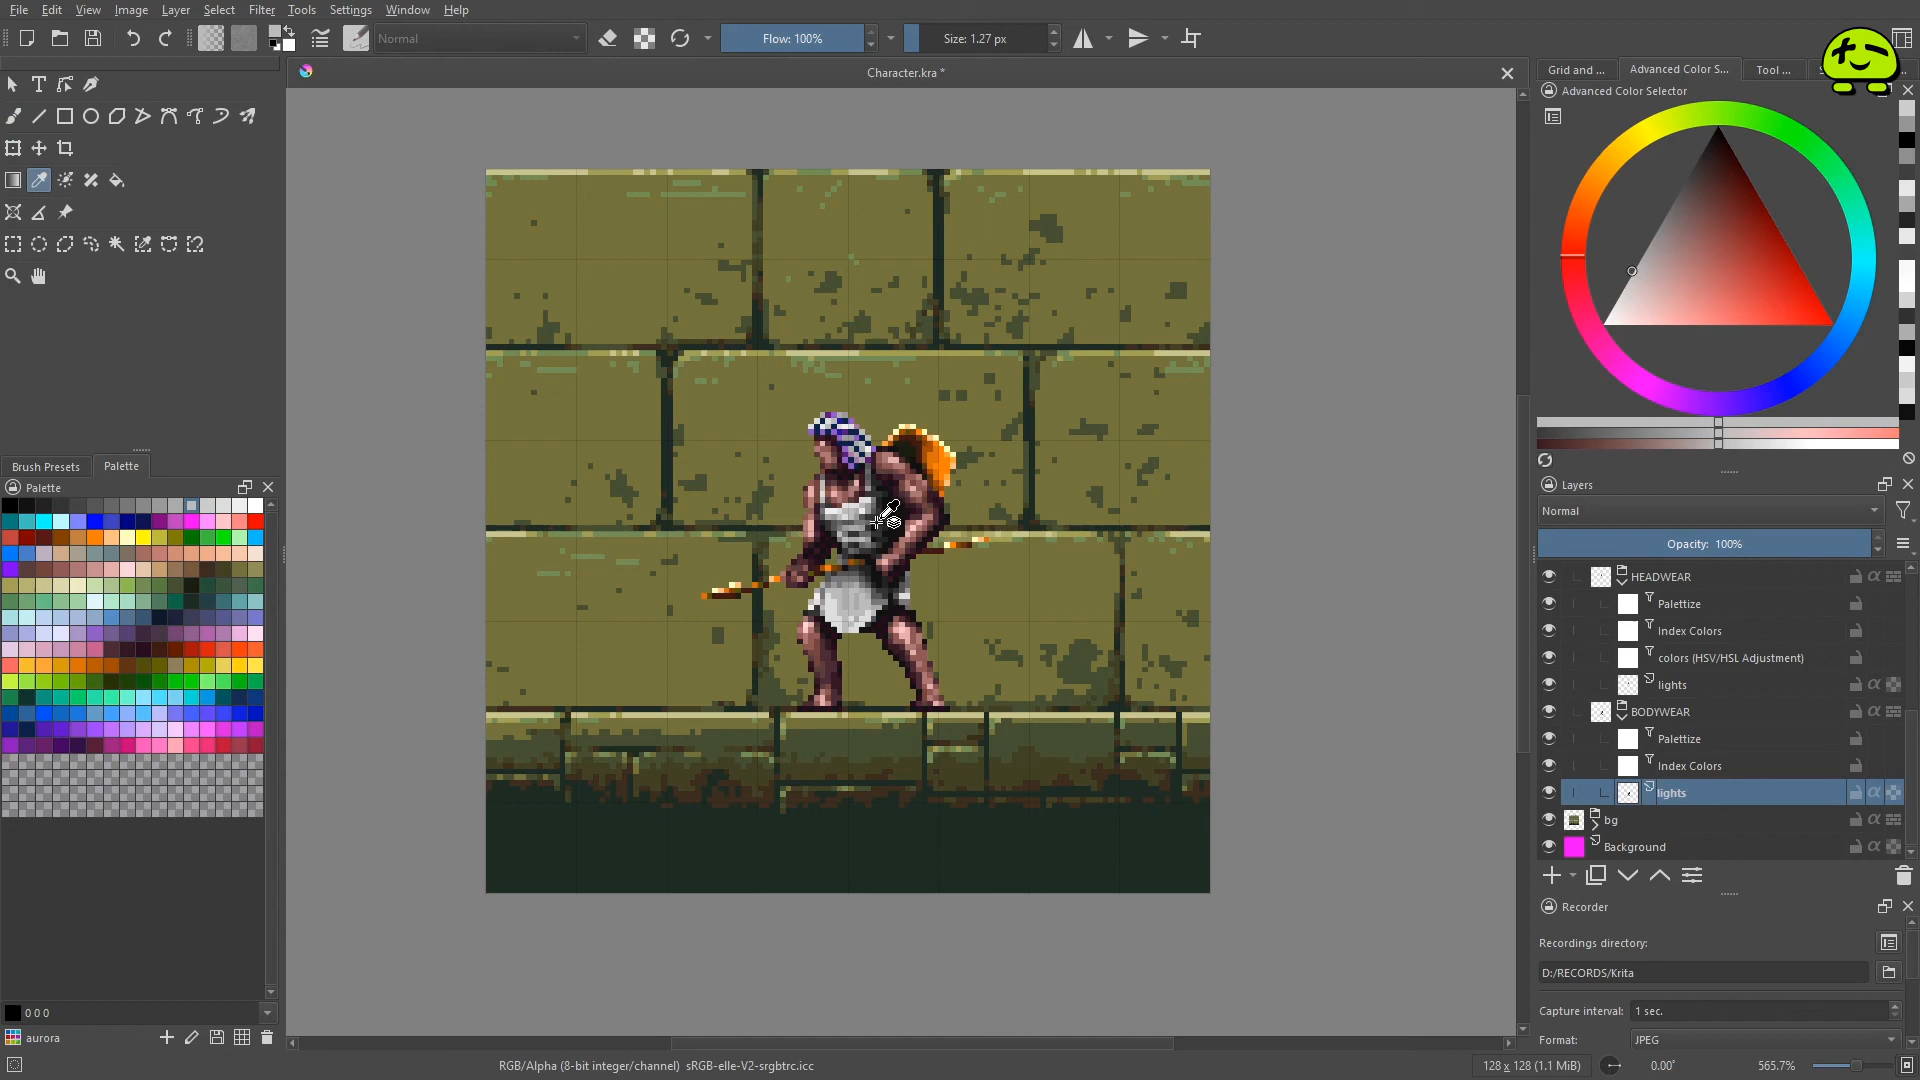 File Edit View Image Layer Select Filter Tools Settings Window Help
Normal
Flow: 100%
Size: 1.27 px
Character.kra *
Grid and ...
Advanced Color S...
Tool ...
Advanced Color Selector
Brush Presets
Palette
Palette
Layers
Normal
Opacity: 100%
HEADWEAR
Palettize
Index Colors
colors (HSV/HSL Adjustment)
lights
BODYWEAR
Palettize
Index Colors
lights
bg
Background
Recorder
Recordings directory:
D:/RECORDS/Krita
Capture interval: 1 sec.
Format: JPEG
0 0 0
aurora
RGB/Alpha (8-bit integer/channel) sRGB-elle-V2-srgbtrc.icc
128 x 128 (1.1 MiB)
0.00°
565.7%